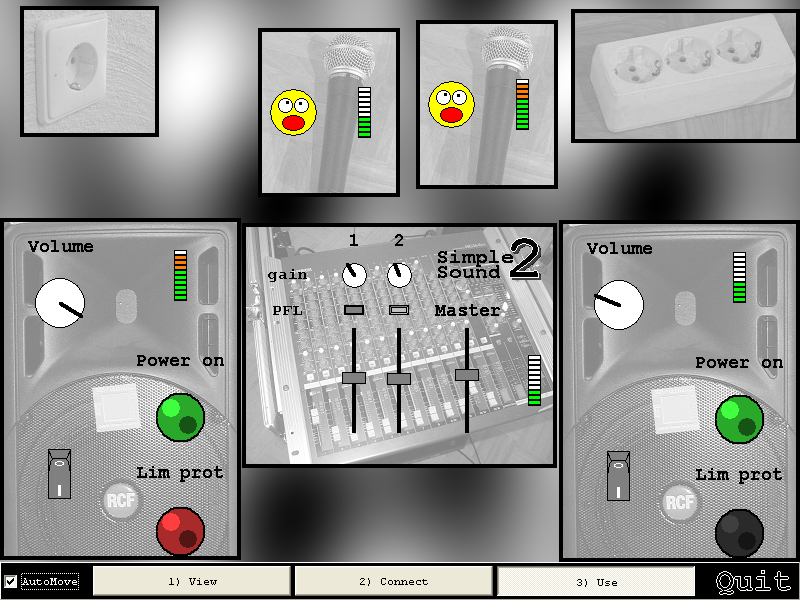 1 2
Simple 2
Sound
gain
PFL
Master
Volume
Power on
Lim prot
RCF
Volume
Power on
Lim prot
RCF
AutoMove
1) View
2) Connect
3) Use
Quit